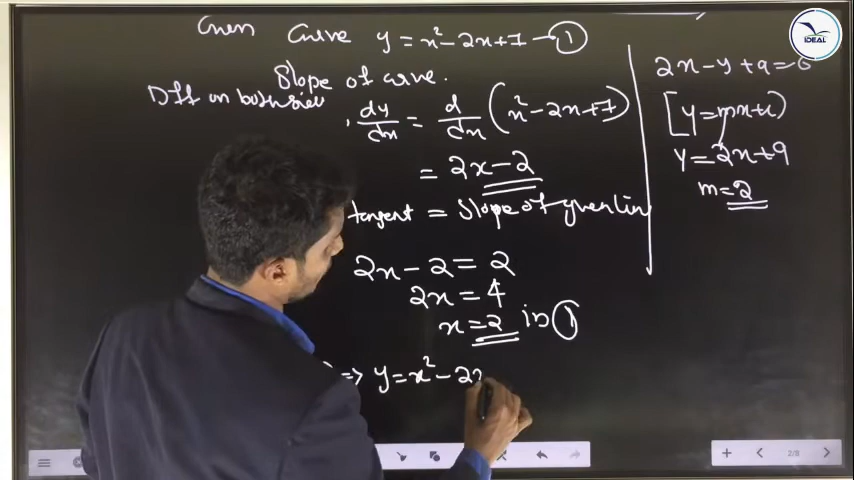 Given Curve y = x² - 2x + 7 — ①
Slope of curve.
Diff on both sides
dy/dx = d/dx (x² - 2x + 7)
= 2x - 2
tangent = Slope of given line
2x - 2 = 2
2x = 4
x = 2 in ①
⇒ y = x² - 2x
2x - y + 9 = 0
[y = mx + c)
y = 2x + 9
m = 2
IDEAL
2/8